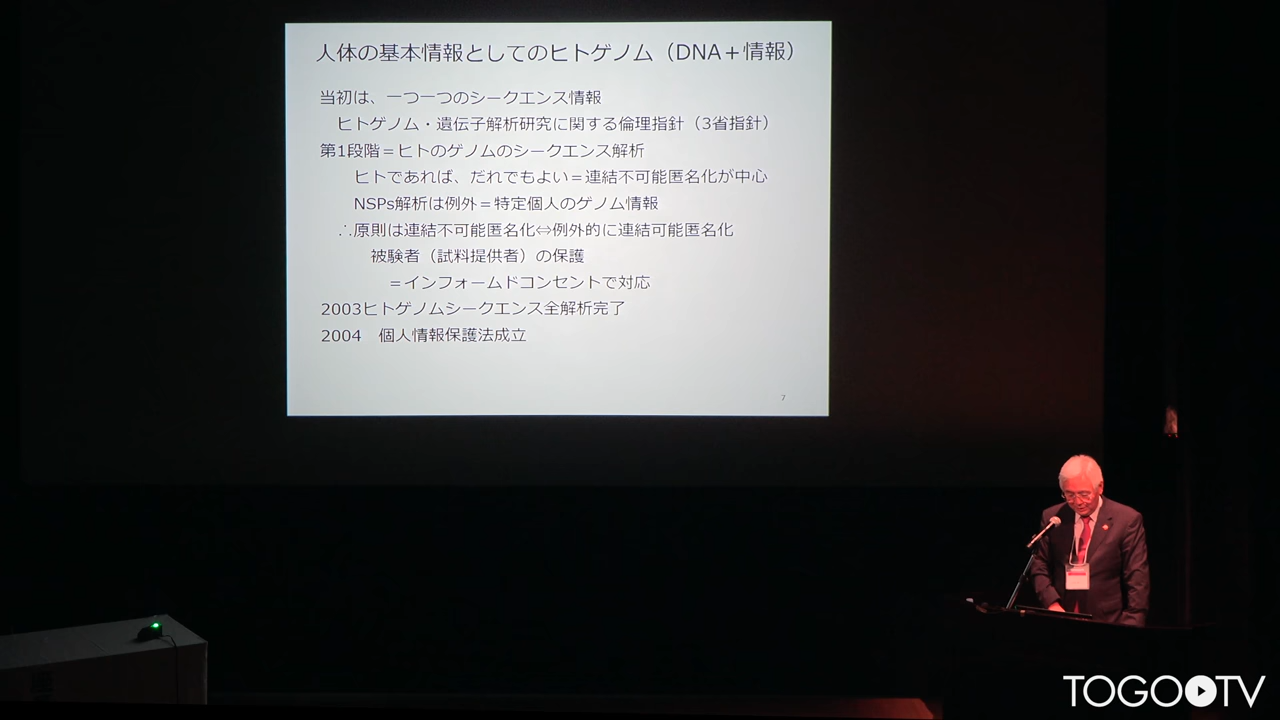 人体の基本情報としてのヒトゲノム（DNA＋情報）
当初は、一つ一つのシークエンス情報
ヒトゲノム・遺伝子解析研究に関する倫理指針（3省指針）
第1段階＝ヒトのゲノムのシークエンス解析
ヒトであれば、だれでもよい＝連結不可能匿名化が中心
NSPs解析は例外＝特定個人のゲノム情報
∴原則は連結不可能匿名化⇔例外的に連結可能匿名化
被験者（試料提供者）の保護
＝インフォームドコンセントで対応
2003ヒトゲノムシークエンス全解析完了
2004　個人情報保護法成立
7
TOGO TV